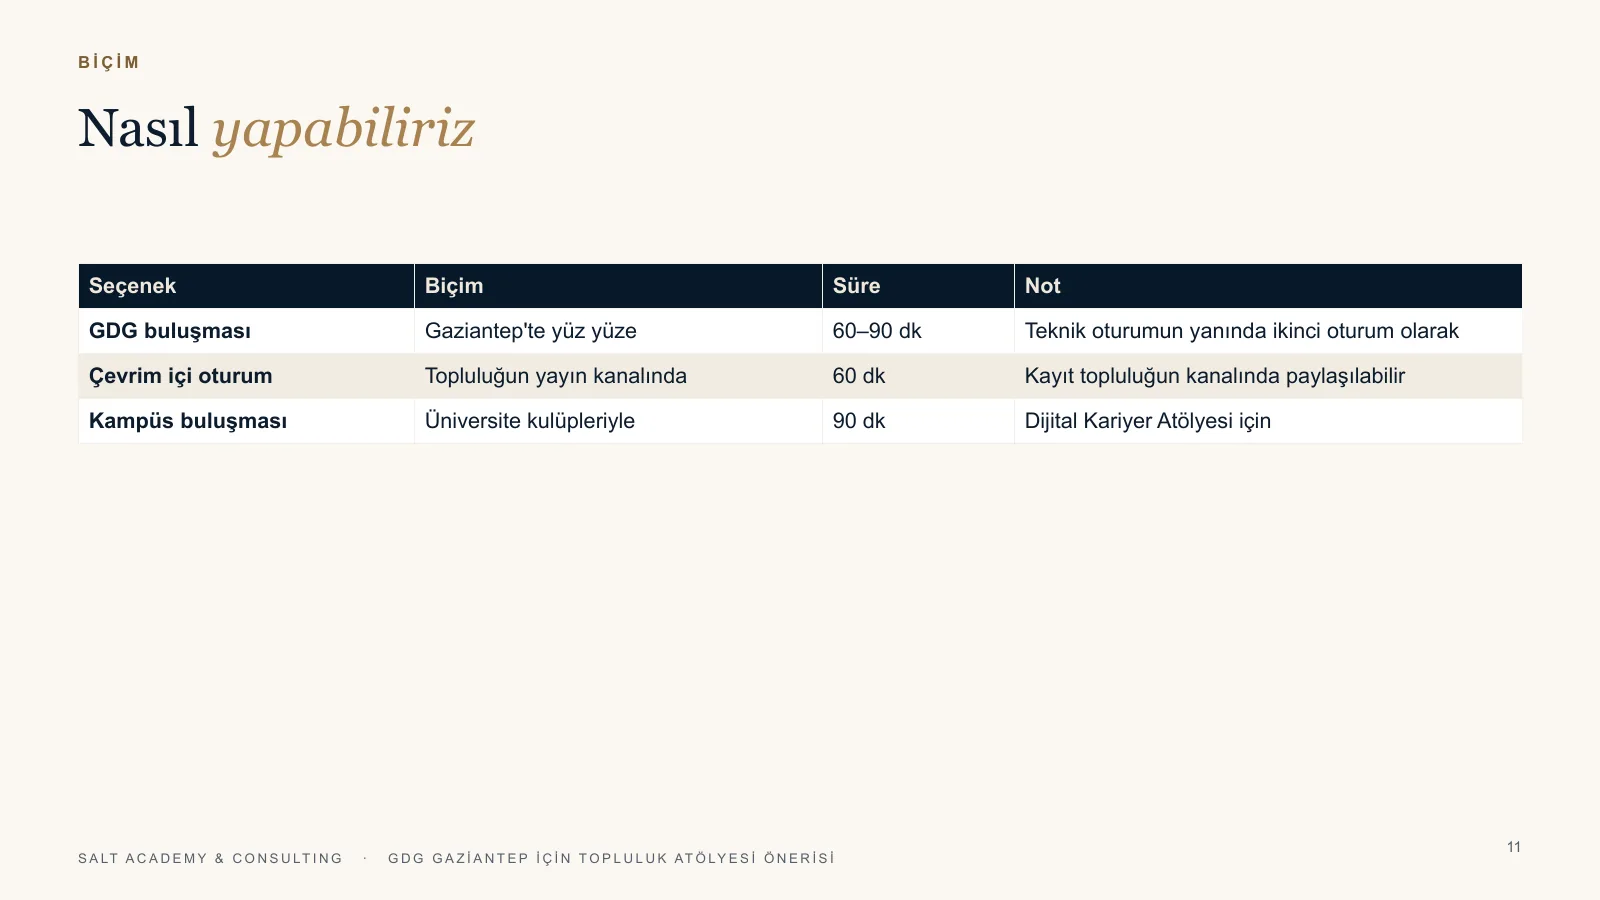 BİÇİM
Nasıl yapabiliriz
Seçenek Biçim Süre Not
GDG buluşması Gaziantep'te yüz yüze 60–90 dk Teknik oturumun yanında ikinci oturum olarak
Çevrim içi oturum Topluluğun yayın kanalında 60 dk Kayıt topluluğun kanalında paylaşılabilir
Kampüs buluşması Üniversite kulüpleriyle 90 dk Dijital Kariyer Atölyesi için
SALT ACADEMY & CONSULTING · GDG GAZİANTEP İÇİN TOPLULUK ATÖLYESİ ÖNERİSİ
11